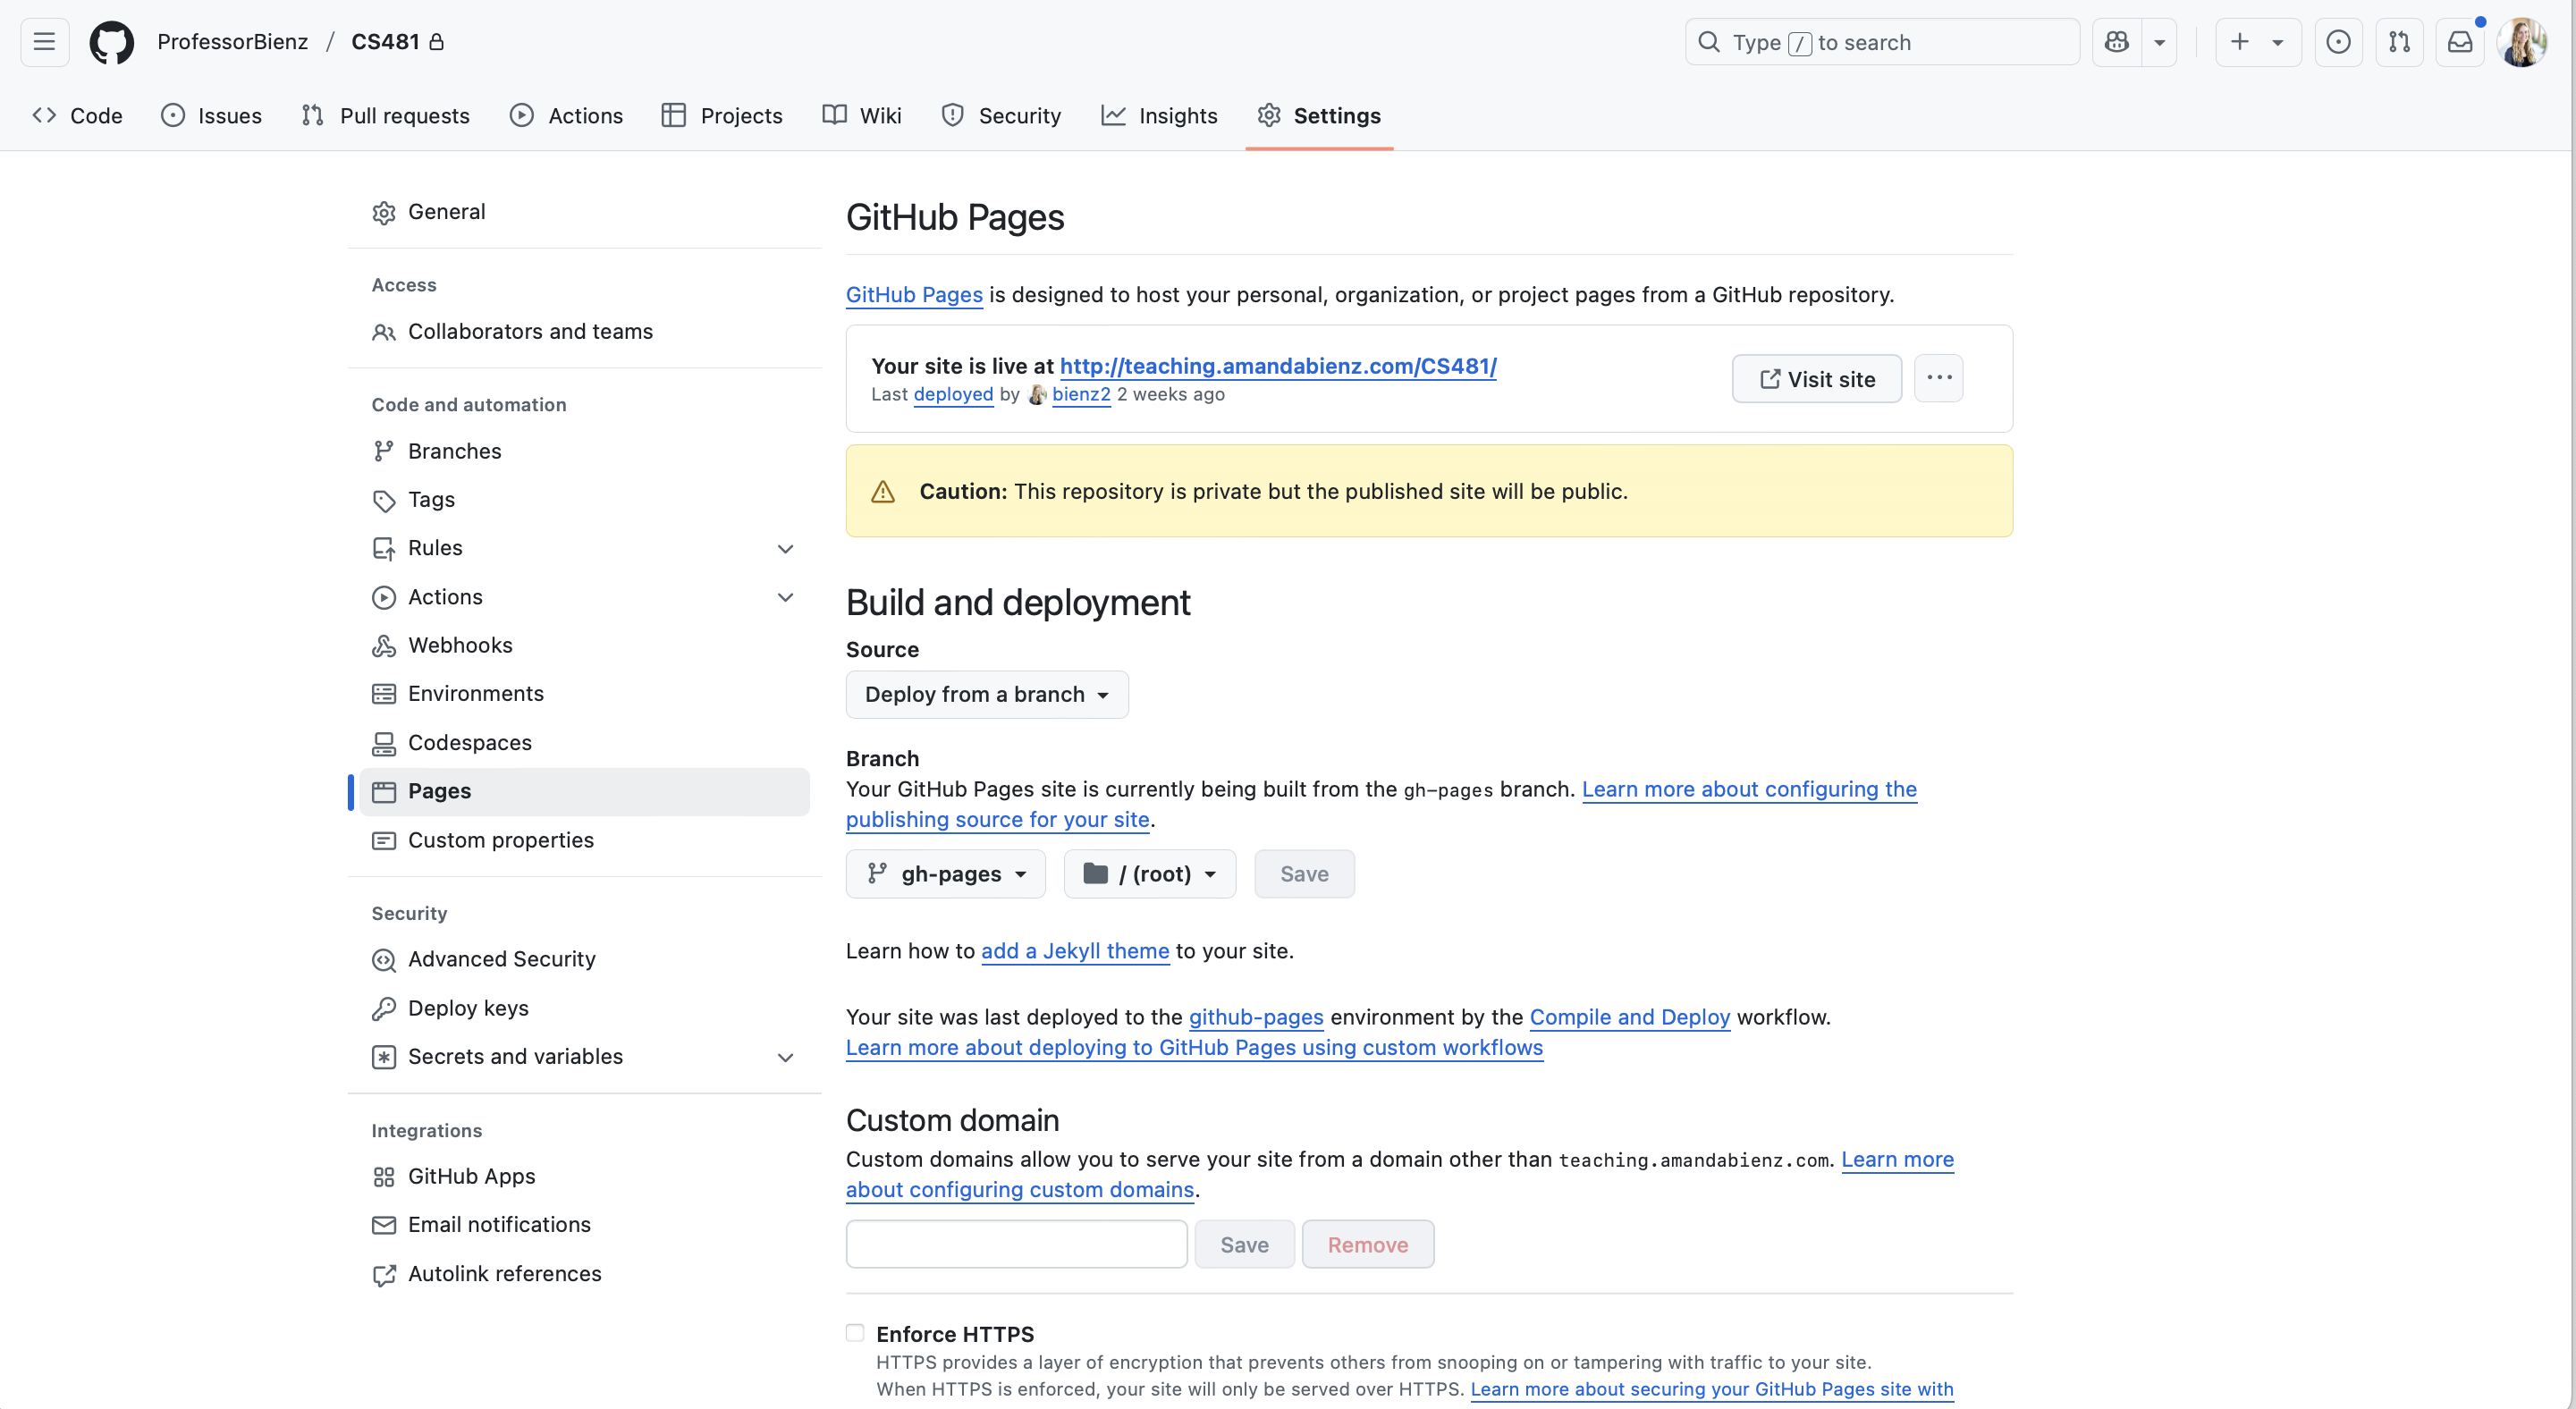 ProfessorBienz / CS481
Type / to search
Code
Issues
Pull requests
Actions
Projects
Wiki
Security
Insights
Settings
General
Access
Collaborators and teams
Code and automation
Branches
Tags
Rules
Actions
Webhooks
Environments
Codespaces
Pages
Custom properties
Security
Advanced Security
Deploy keys
Secrets and variables
Integrations
GitHub Apps
Email notifications
Autolink references
GitHub Pages
GitHub Pages is designed to host your personal, organization, or project pages from a GitHub repository.
Your site is live at http://teaching.amandabienz.com/CS481/
Last deployed by bienz2 2 weeks ago
Visit site
Caution: This repository is private but the published site will be public.
Build and deployment
Source
Deploy from a branch
Branch
Your GitHub Pages site is currently being built from the gh-pages branch. Learn more about configuring the
publishing source for your site.
gh-pages
/ (root)
Save
Learn how to add a Jekyll theme to your site.
Your site was last deployed to the github-pages environment by the Compile and Deploy workflow.
Learn more about deploying to GitHub Pages using custom workflows
Custom domain
Custom domains allow you to serve your site from a domain other than teaching.amandabienz.com. Learn more
about configuring custom domains.
Save
Remove
Enforce HTTPS
HTTPS provides a layer of encryption that prevents others from snooping on or tampering with traffic to your site.
When HTTPS is enforced, your site will only be served over HTTPS. Learn more about securing your GitHub Pages site with